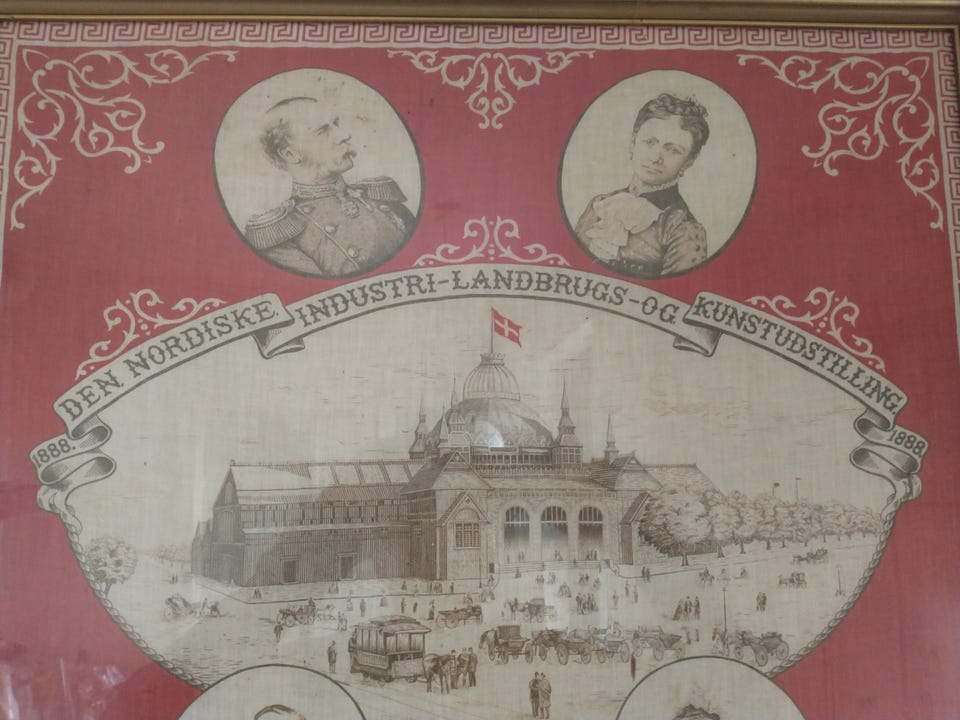 DEN NORDISKE INDUSTRI-LANDBRUGS-OG KUNSTUDSTILLING.
1888.
1888.